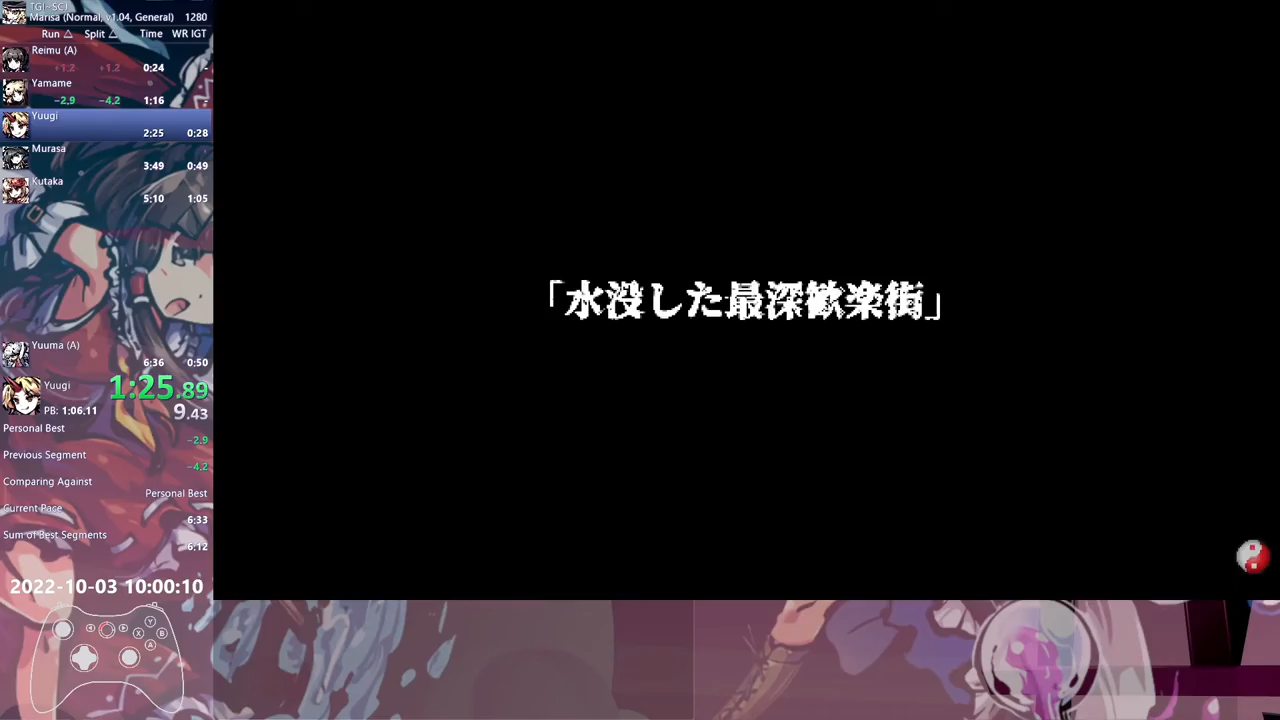 TGI~SCI
Marisa (Normal, v1.04, General) 1280
Run △ Split △ Time WR IGT
Reimu (A)
+1.2 +1.2 0:24 -
Yamame
−2.9 −4.2 1:16 -
Yuugi
2:25 0:28
Murasa
3:49 0:49
Kutaka
5:10 1:05
Yuuma (A)
6:36 0:50
Yuugi 1:25.89
PB: 1:06.11 9.43
Personal Best
−2.9
Previous Segment
−4.2
Comparing Against
Personal Best
Current Pace
6:33
Sum of Best Segments
6:12
2022-10-03 10:00:10
Y
X B
A
「水没した最深歓楽街」